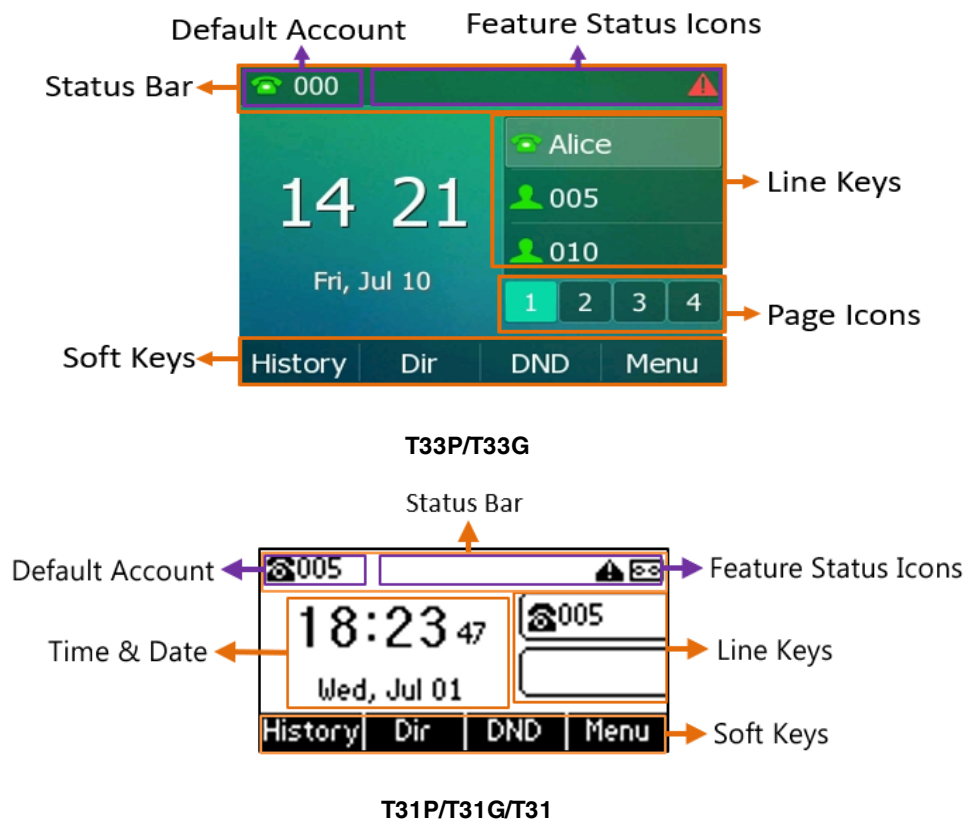 Default Account
Feature Status Icons
Status Bar
000
Alice
14 21
005
Line Keys
010
Fri, Jul 10
1 2 3 4
Page Icons
Soft Keys
History Dir DND Menu
T33P/T33G
Status Bar
Default Account
005
Feature Status Icons
18:23 47
005
Time & Date
Line Keys
Wed, Jul 01
History Dir DND Menu
Soft Keys
T31P/T31G/T31